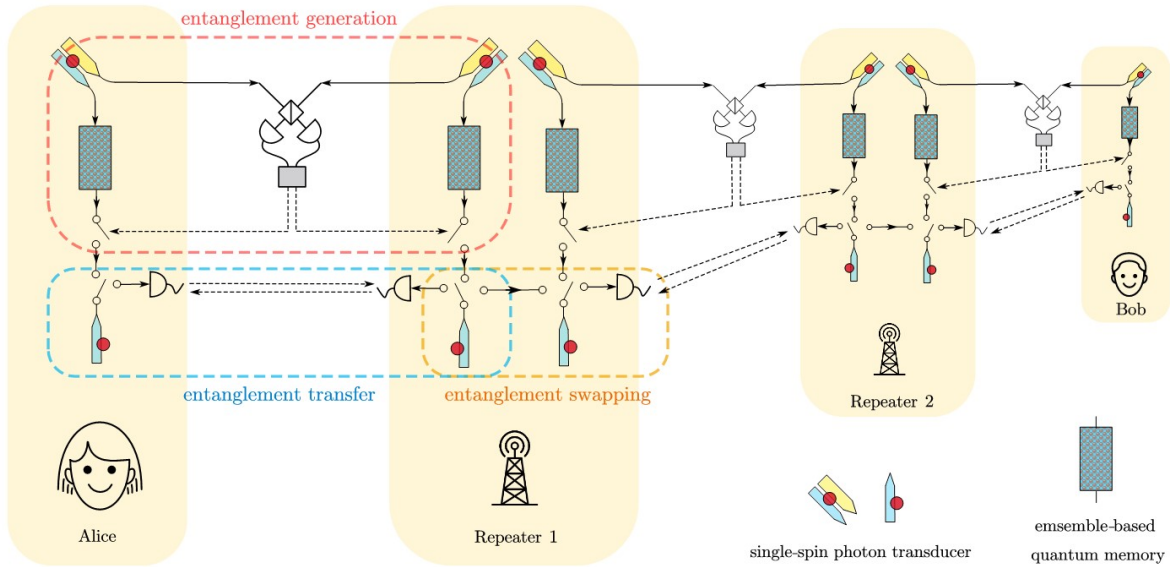 entanglement generation
entanglement transfer
entanglement swapping
Bob
Repeater 2
Alice
Repeater 1
single-spin photon transducer
emsemble-based
quantum memory